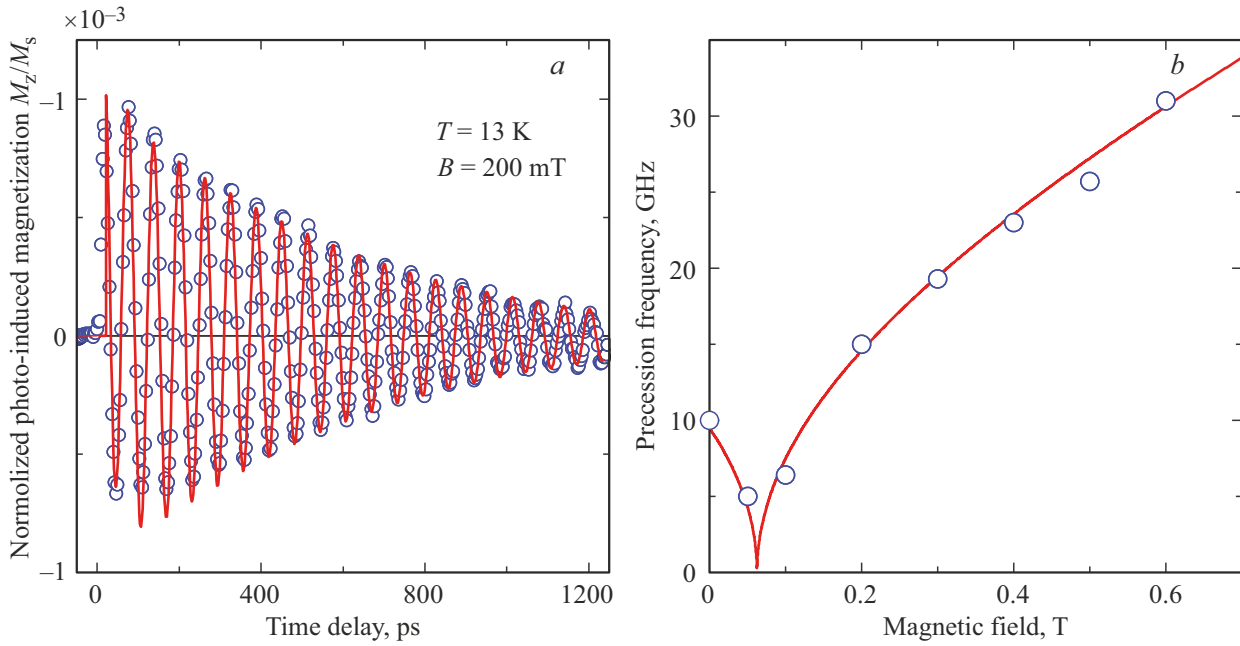 ×10⁻³
a
Normolized photo-induced magnetization Mz/Ms
−1
0
−1
T = 13 K
B = 200 mT
0
400
800
1200
Time delay, ps
b
Precession frequency, GHz
30
20
10
0
0
0.2
0.4
0.6
Magnetic field, T